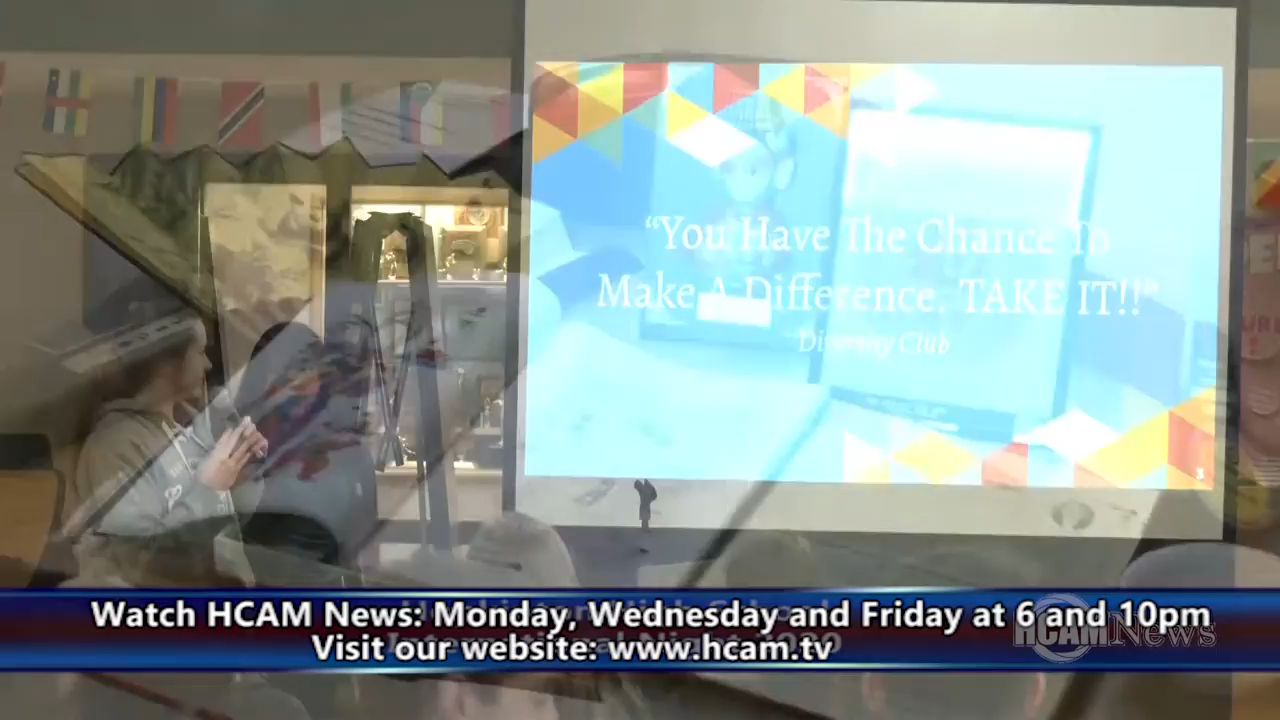 “You Have The Chance To
Make A Difference. TAKE IT!!”
Diversity Club
3
Watch HCAM News: Monday, Wednesday and Friday at 6 and 10pm
Visit our website: www.hcam.tv
HCAM News